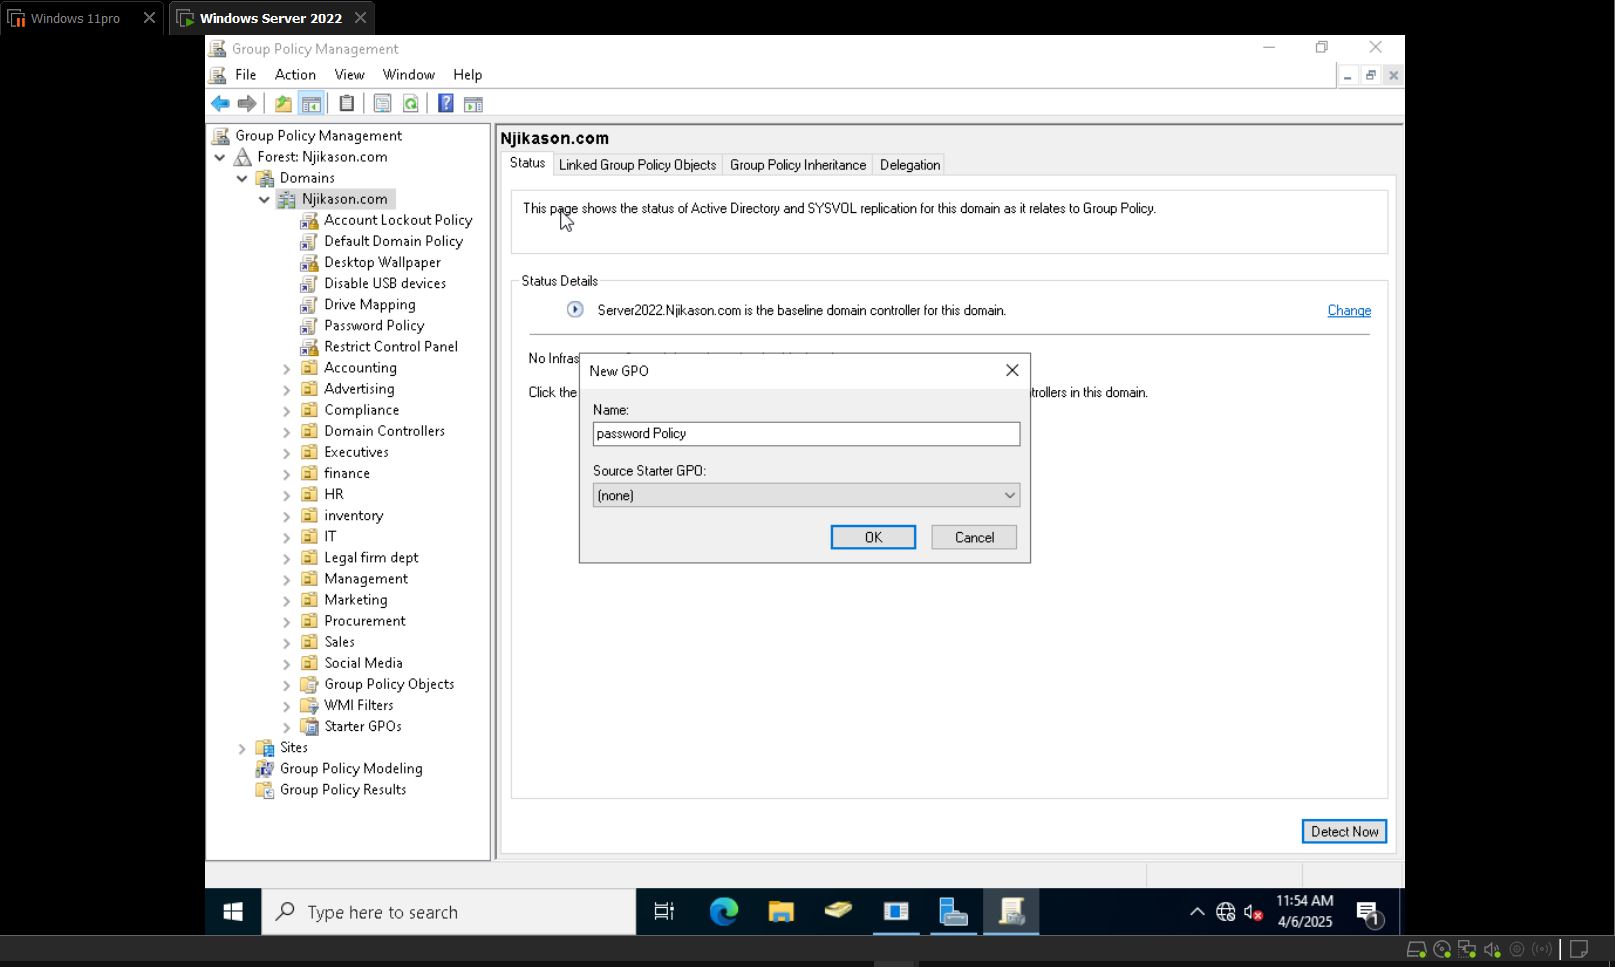 Windows 11pro
Windows Server 2022
Group Policy Management
File Action View Window Help
Group Policy Management
Forest: Njikason.com
Domains
Njikason.com
Account Lockout Policy
Default Domain Policy
Desktop Wallpaper
Disable USB devices
Drive Mapping
Password Policy
Restrict Control Panel
Accounting
Advertising
Compliance
Domain Controllers
Executives
finance
HR
inventory
IT
Legal firm dept
Management
Marketing
Procurement
Sales
Social Media
Group Policy Objects
WMI Filters
Starter GPOs
Sites
Group Policy Modeling
Group Policy Results
Njikason.com
Status Linked Group Policy Objects Group Policy Inheritance Delegation
This page shows the status of Active Directory and SYSVOL replication for this domain as it relates to Group Policy.
Status Details
Server2022.Njikason.com is the baseline domain controller for this domain.
Change
No Infras
Click the
trollers in this domain.
New GPO
Name:
password Policy
Source Starter GPO:
(none)
OK Cancel
Detect Now
Type here to search
11:54 AM
4/6/2025
1